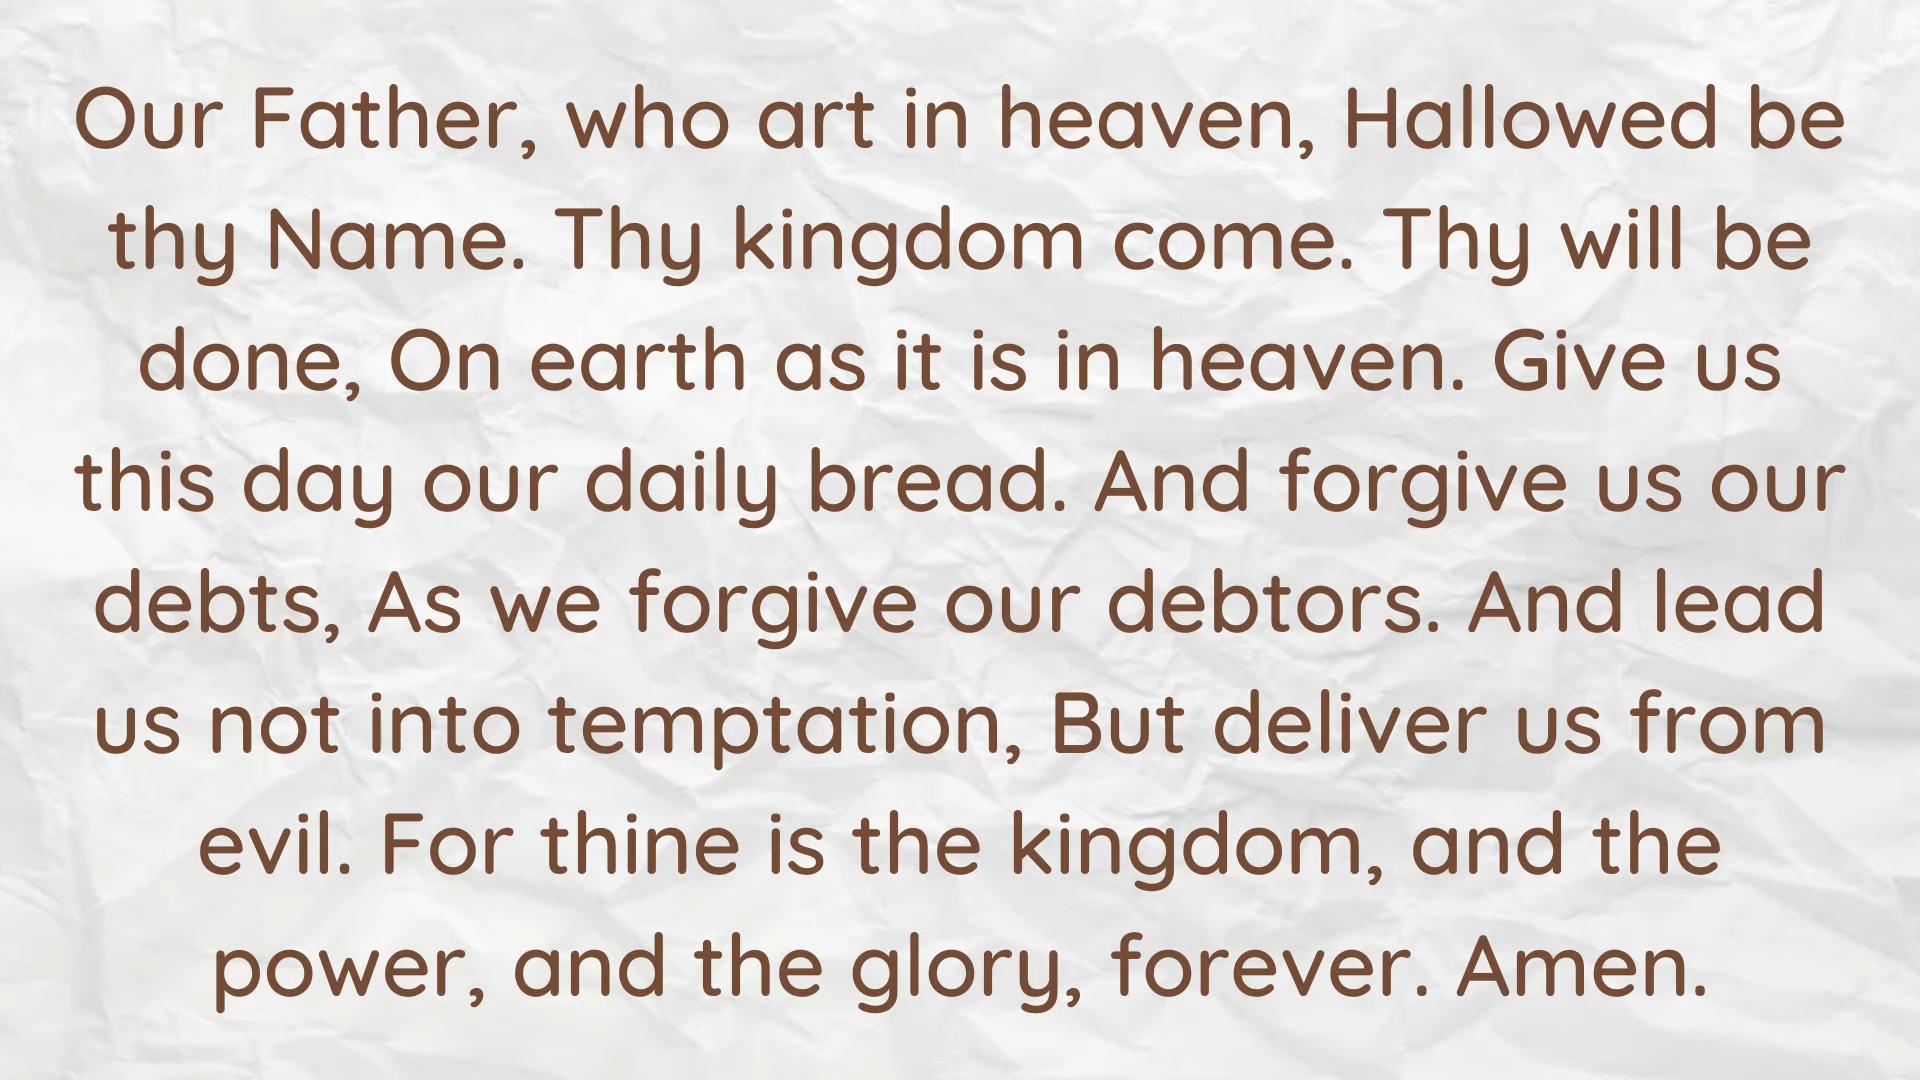 Our Father, who art in heaven, Hallowed be
thy Name. Thy kingdom come. Thy will be
done, On earth as it is in heaven. Give us
this day our daily bread. And forgive us our
debts, As we forgive our debtors. And lead
us not into temptation, But deliver us from
evil. For thine is the kingdom, and the
power, and the glory, forever. Amen.